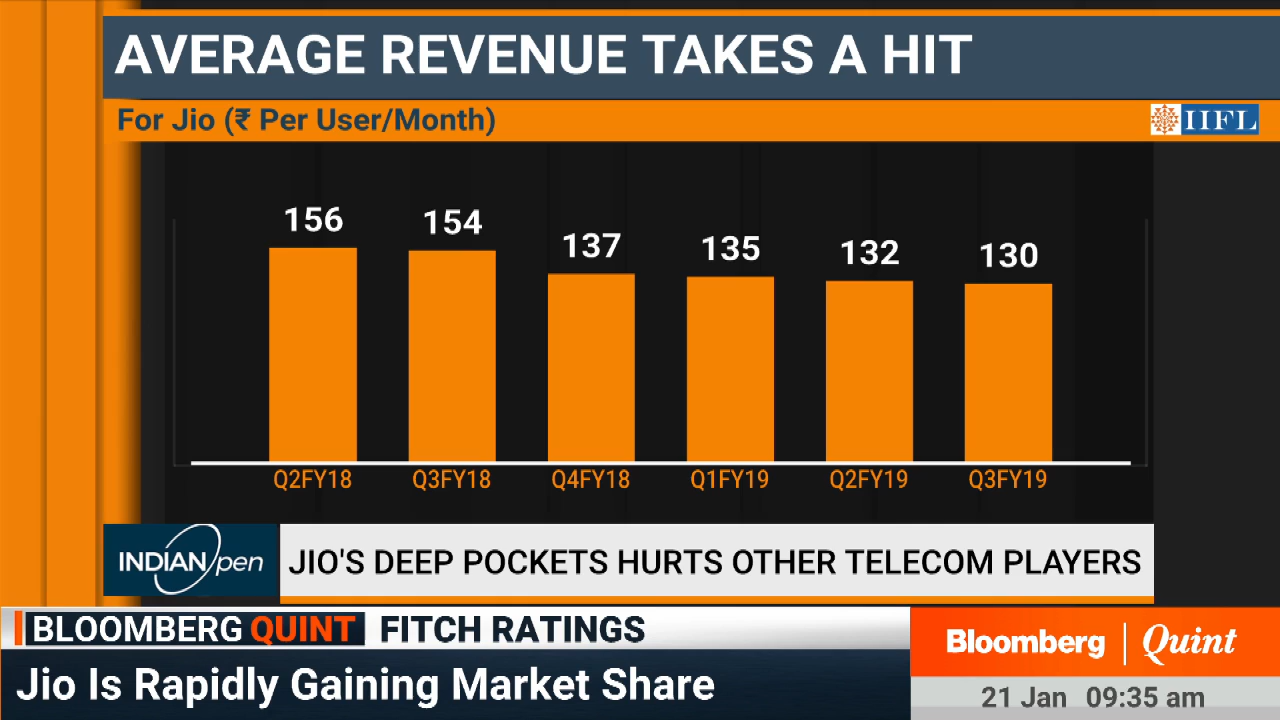 AVERAGE REVENUE TAKES A HIT
For Jio (₹ Per User/Month)
IIFL
156 154 137 135 132 130
Q2FY18 Q3FY18 Q4FY18 Q1FY19 Q2FY19 Q3FY19
INDIAN Open
JIO'S DEEP POCKETS HURTS OTHER TELECOM PLAYERS
BLOOMBERG QUINT FITCH RATINGS
Jio Is Rapidly Gaining Market Share
Bloomberg | Quint
21 Jan 09:35 am